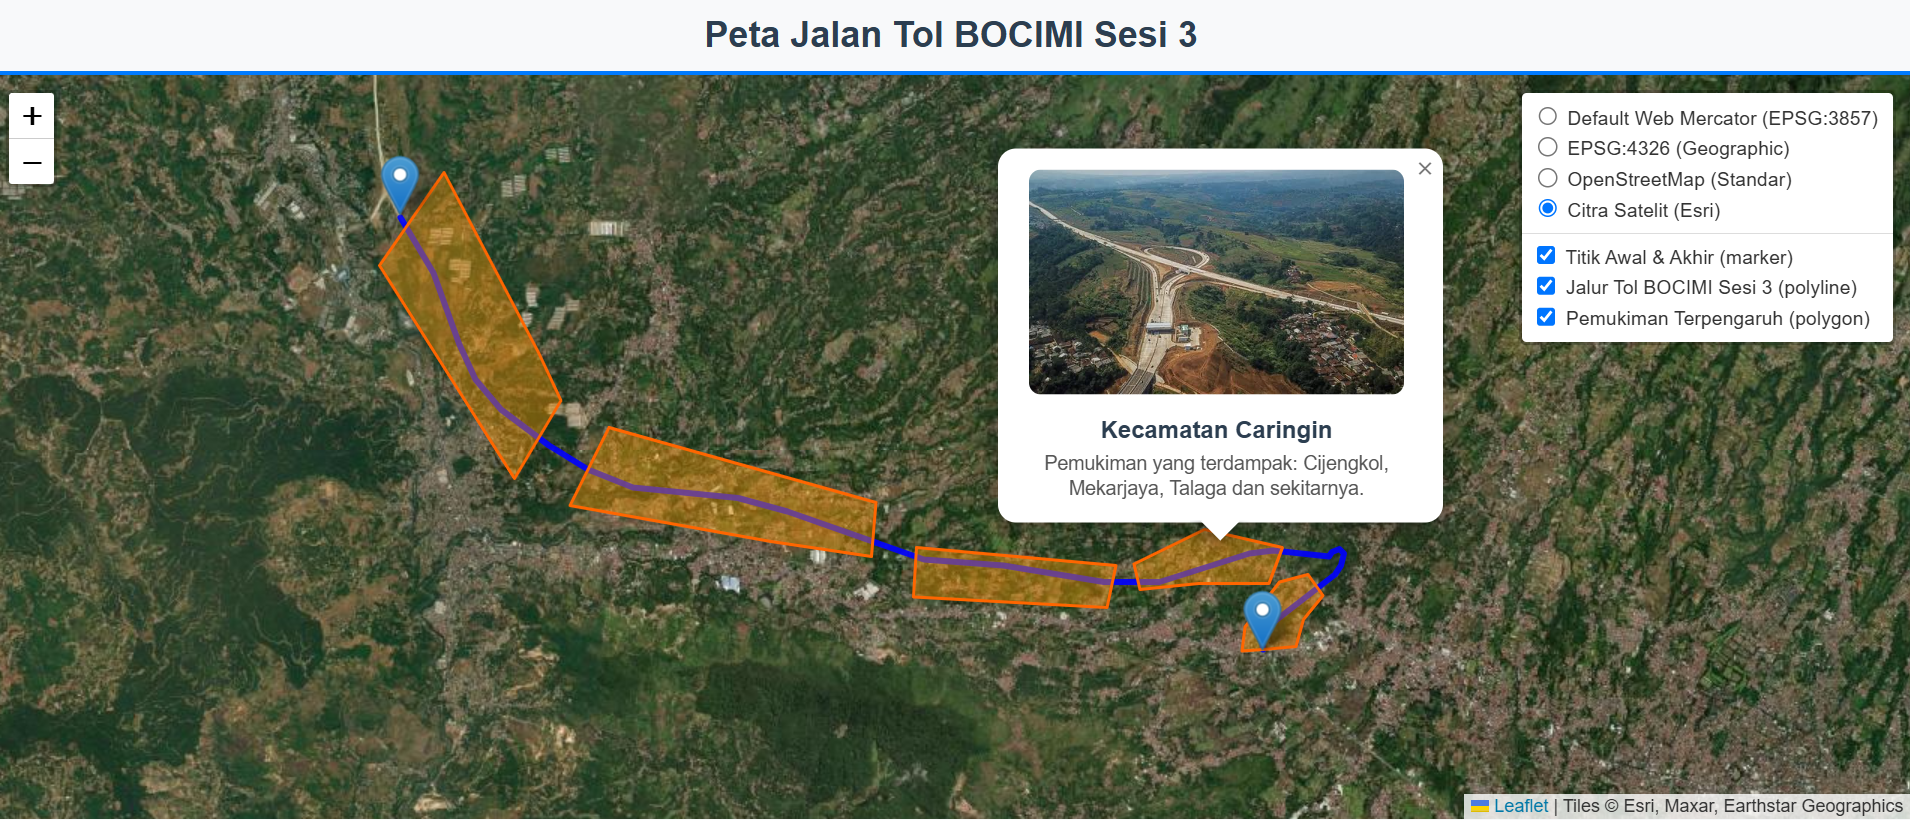 Peta Jalan Tol BOCIMI Sesi 3
+
−
Default Web Mercator (EPSG:3857)
EPSG:4326 (Geographic)
OpenStreetMap (Standar)
Citra Satelit (Esri)
Titik Awal & Akhir (marker)
Jalur Tol BOCIMI Sesi 3 (polyline)
Pemukiman Terpengaruh (polygon)
×
Kecamatan Caringin
Pemukiman yang terdampak: Cijengkol,
Mekarjaya, Talaga dan sekitarnya.
Leaflet | Tiles © Esri, Maxar, Earthstar Geographics